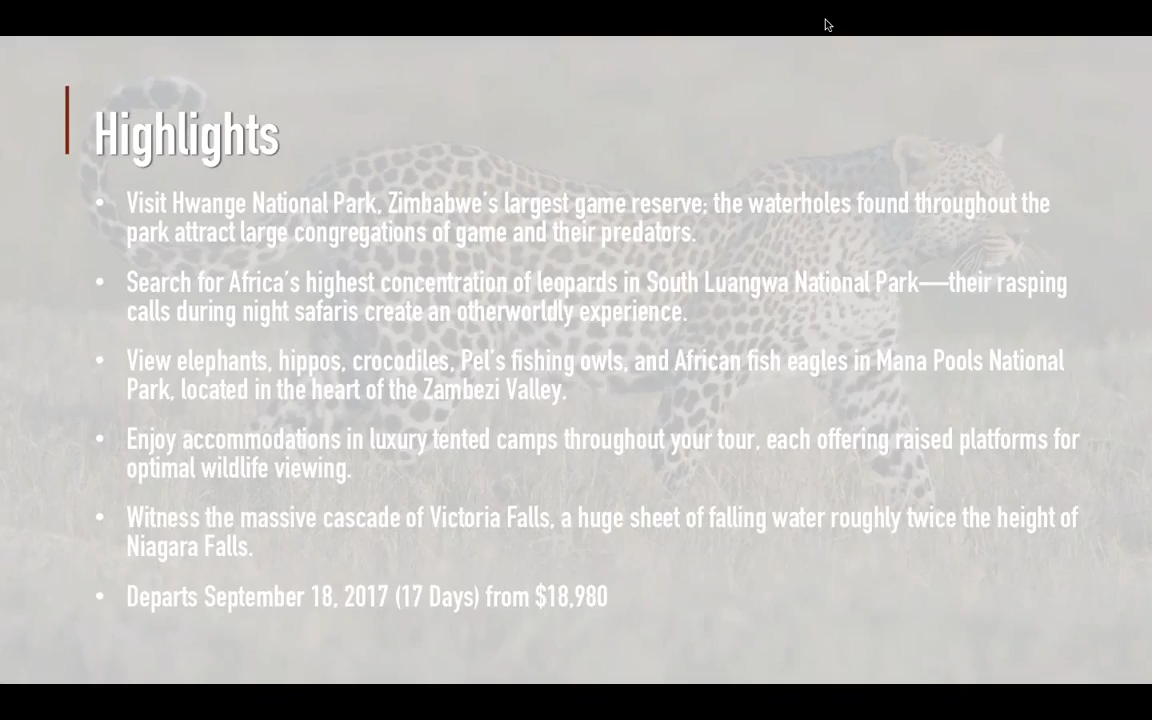 Highlights
• Visit Hwange National Park, Zimbabwe's largest game reserve; the waterholes found throughout the
park attract large congregations of game and their predators.
• Search for Africa's highest concentration of leopards in South Luangwa National Park—their rasping
calls during night safaris create an otherworldly experience.
• View elephants, hippos, crocodiles, Pel's fishing owls, and African fish eagles in Mana Pools National
Park, located in the heart of the Zambezi Valley.
• Enjoy accommodations in luxury tented camps throughout your tour, each offering raised platforms for
optimal wildlife viewing.
• Witness the massive cascade of Victoria Falls, a huge sheet of falling water roughly twice the height of
Niagara Falls.
• Departs September 18, 2017 (17 Days) from $18,980